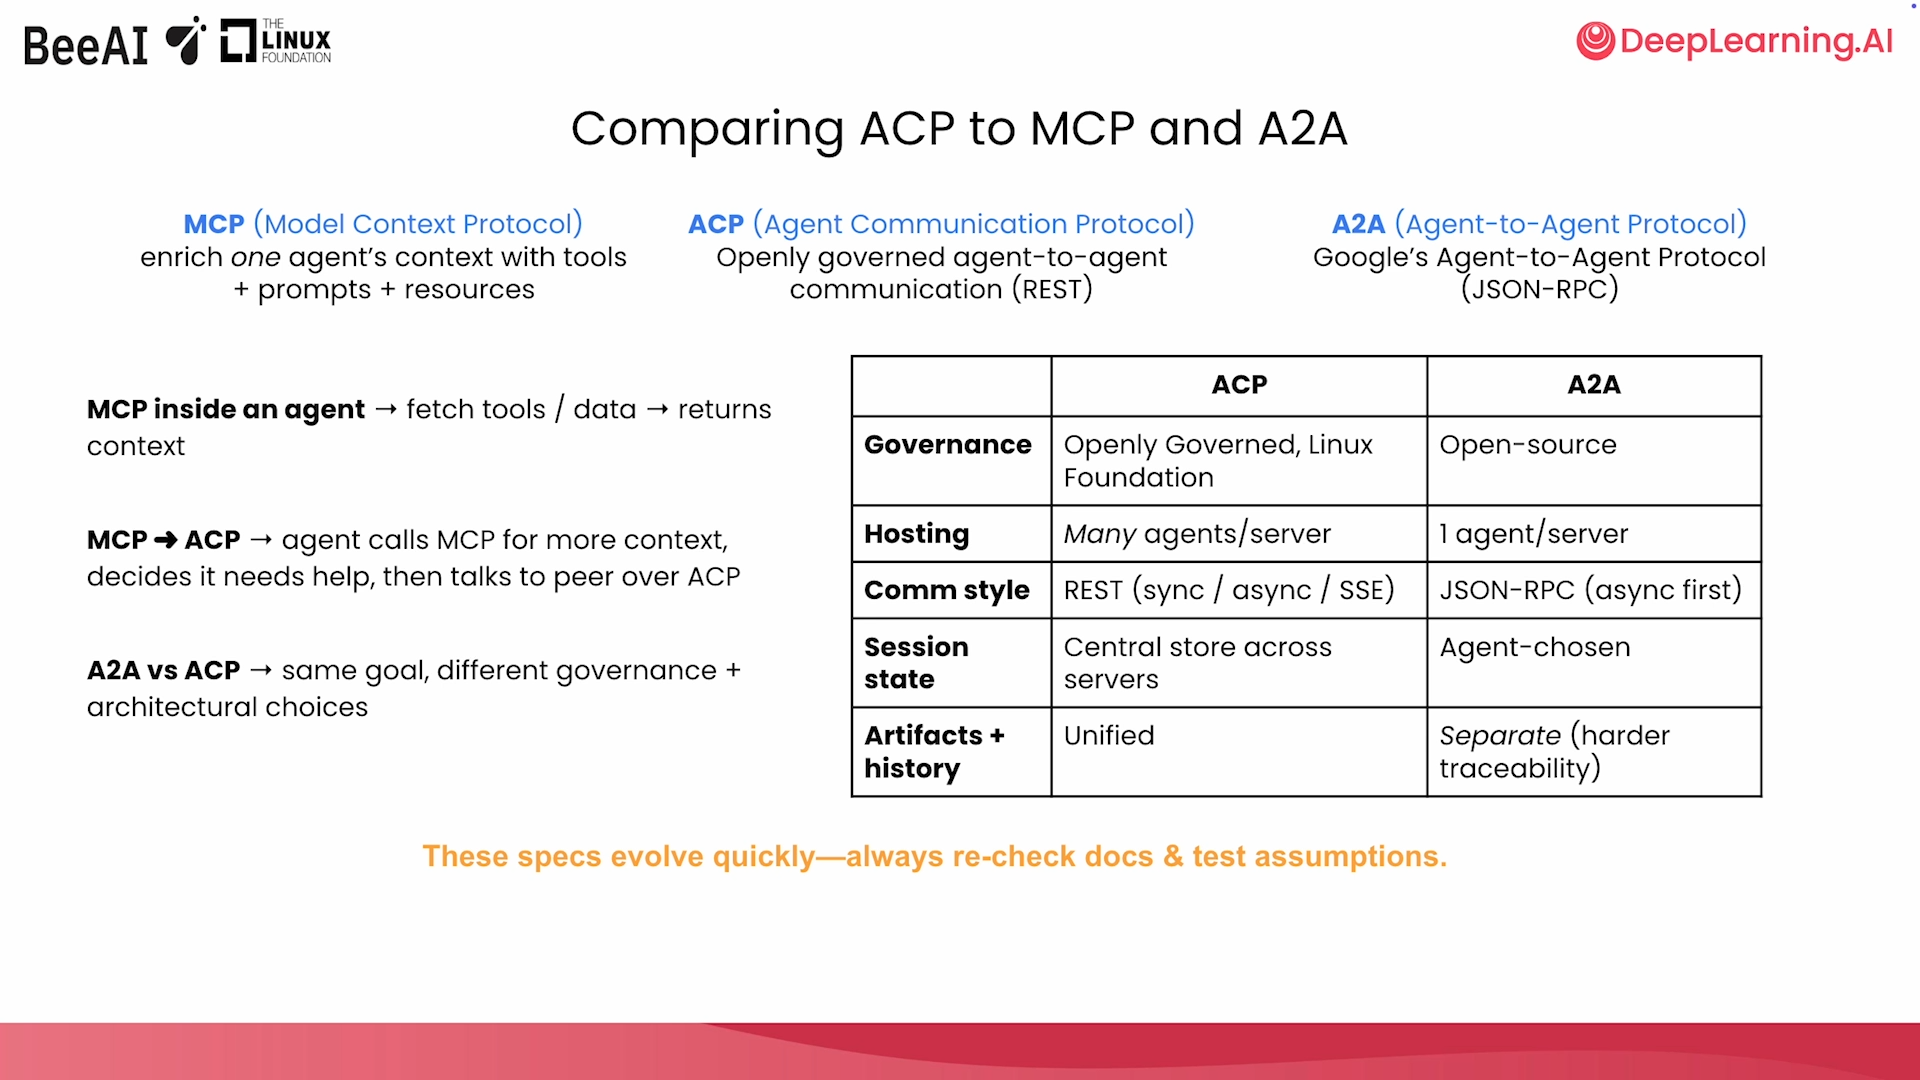 BeeAI
THE
LINUX
FOUNDATION
DeepLearning.AI
Comparing ACP to MCP and A2A
MCP (Model Context Protocol)
enrich one agent’s context with tools
+ prompts + resources
ACP (Agent Communication Protocol)
Openly governed agent-to-agent
communication (REST)
A2A (Agent-to-Agent Protocol)
Google’s Agent-to-Agent Protocol
(JSON-RPC)
MCP inside an agent → fetch tools / data → returns
context
MCP ➜ ACP → agent calls MCP for more context,
decides it needs help, then talks to peer over ACP
A2A vs ACP → same goal, different governance +
architectural choices
ACP
A2A
Governance
Openly Governed, Linux
Foundation
Open-source
Hosting
Many agents/server
1 agent/server
Comm style
REST (sync / async / SSE)
JSON-RPC (async first)
Session
state
Central store across
servers
Agent-chosen
Artifacts +
history
Unified
Separate (harder
traceability)
These specs evolve quickly—always re-check docs & test assumptions.